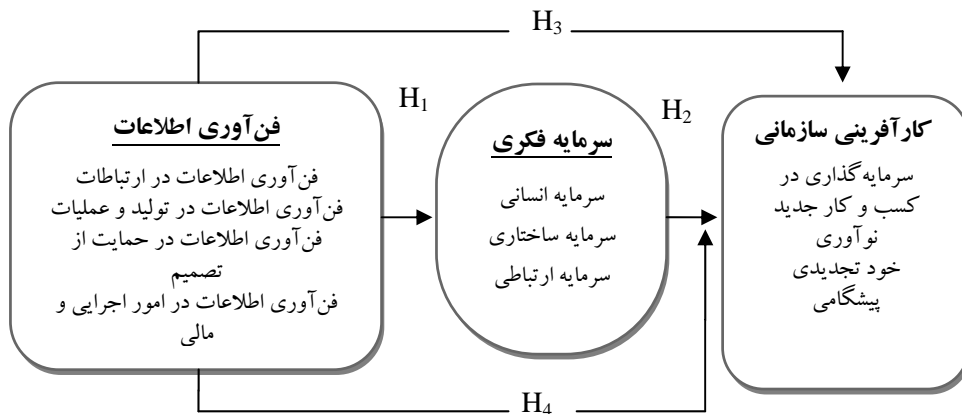 H3
فن‌آوری اطلاعات
فن‌آوری اطلاعات در ارتباطات
فن‌آوری اطلاعات در تولید و عملیات
فن‌آوری اطلاعات در حمایت از
تصمیم
فن‌آوری اطلاعات در امور اجرایی و
مالی
H1
سرمایه فکری
سرمایه انسانی
سرمایه ساختاری
سرمایه ارتباطی
H2
کارآفرینی سازمانی
سرمایه‌گذاری در
کسب و کار جدید
نوآوری
خود تجدیدی
پیشگامی
H4